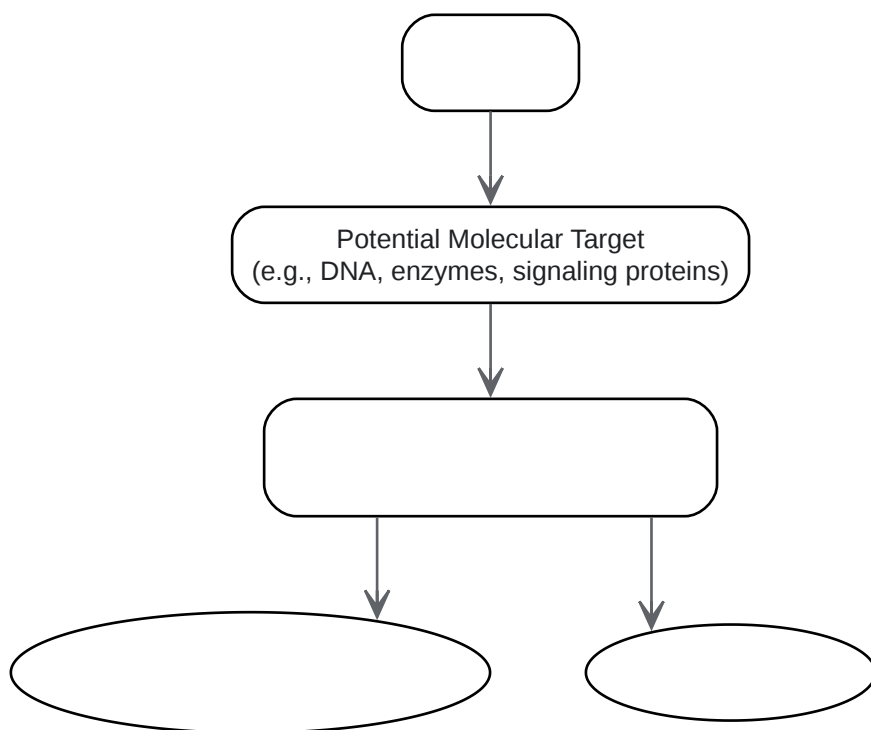 Potential Molecular Target
(e.g., DNA, enzymes, signaling proteins)